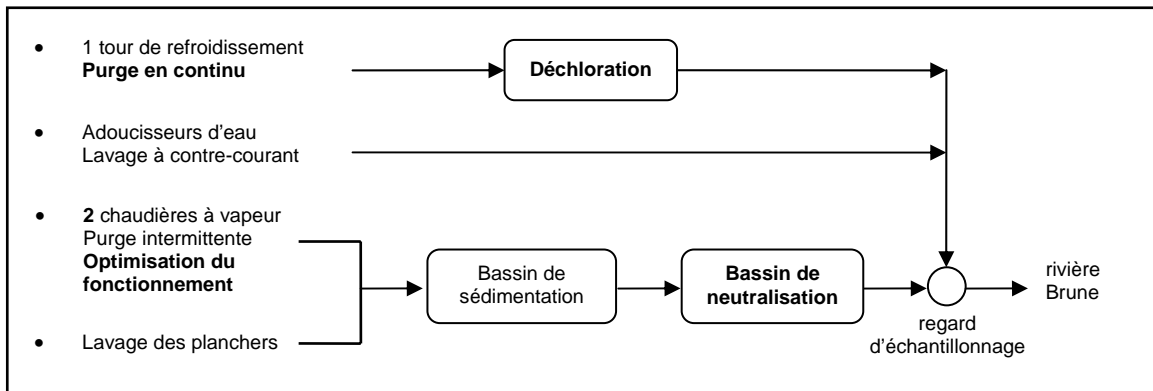 • 1 tour de refroidissement
Purge en continu
Déchloration
• Adoucisseurs d'eau
Lavage à contre-courant
• 2 chaudières à vapeur
Purge intermittente
Optimisation du
fonctionnement
• Lavage des planchers
Bassin de
sédimentation
Bassin de
neutralisation
regard
d'échantillonnage
rivière
Brune